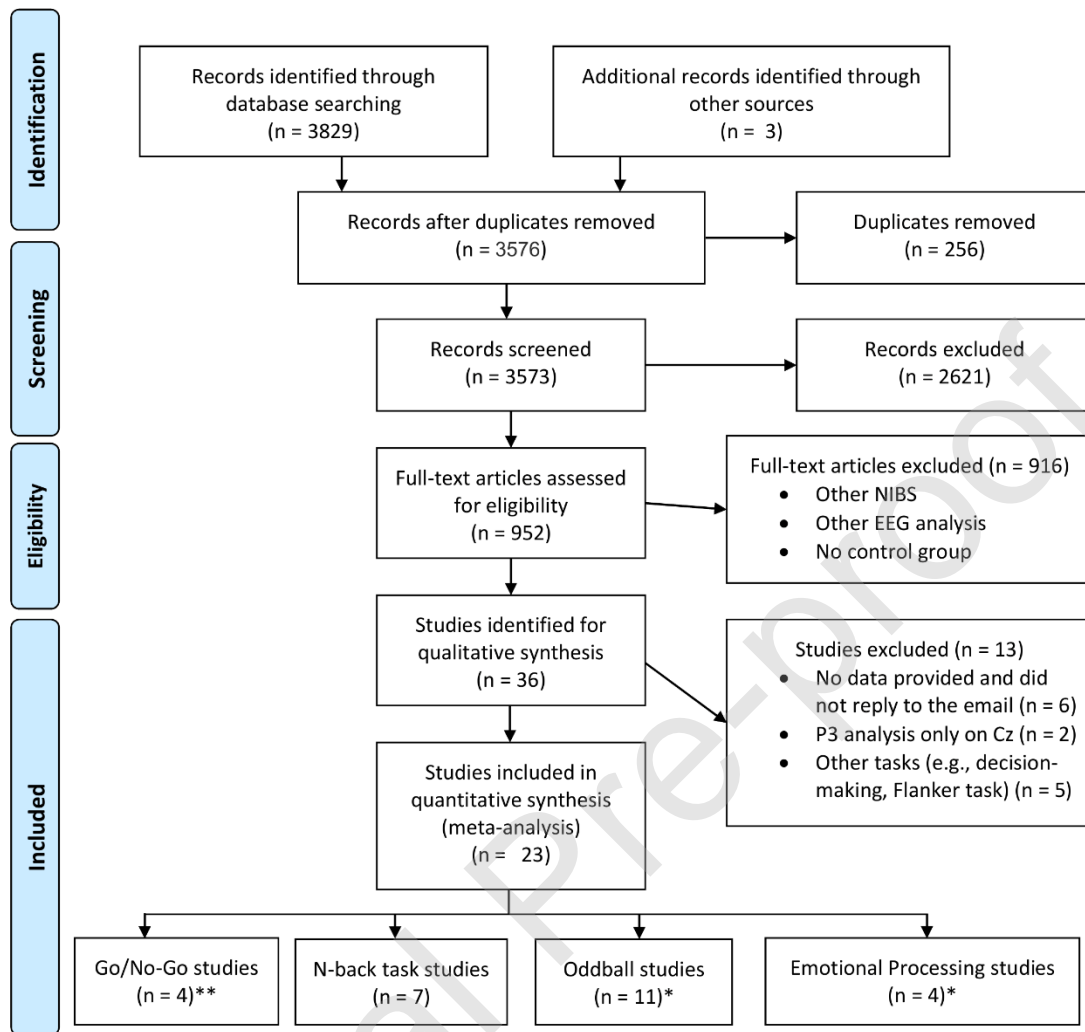 Identification
Records identified through
database searching
(n = 3829)
Additional records identified through
other sources
(n = 3)
Records after duplicates removed
(n = 3576)
Duplicates removed
(n = 256)
Screening
Records screened
(n = 3573)
Records excluded
(n = 2621)
Eligibility
Full-text articles assessed
for eligibility
(n = 952)
Full-text articles excluded (n = 916)
• Other NIBS
• Other EEG analysis
• No control group
Included
Studies identified for
qualitative synthesis
(n = 36)
Studies excluded (n = 13)
• No data provided and did
not reply to the email (n = 6)
• P3 analysis only on Cz (n = 2)
• Other tasks (e.g., decision-
making, Flanker task) (n = 5)
Studies included in
quantitative synthesis
(meta-analysis)
(n = 23)
Go/No-Go studies
(n = 4)**
N-back task studies
(n = 7)
Oddball studies
(n = 11)*
Emotional Processing studies
(n = 4)*
al Pre-proof